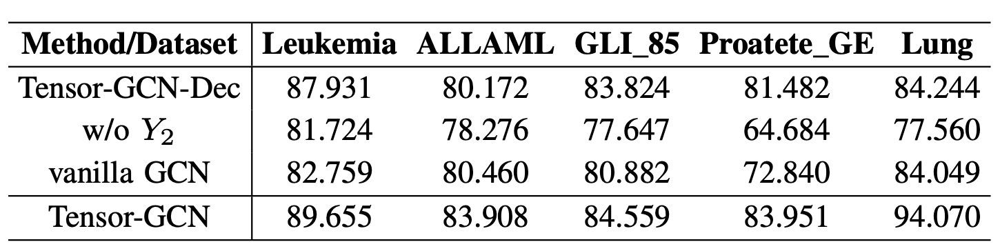 Method/Dataset Leukemia ALLAML GLI_85 Proatete_GE Lung
Tensor-GCN-Dec 87.931 80.172 83.824 81.482 84.244
w/o Y₂ 81.724 78.276 77.647 64.684 77.560
vanilla GCN 82.759 80.460 80.882 72.840 84.049
Tensor-GCN 89.655 83.908 84.559 83.951 94.070